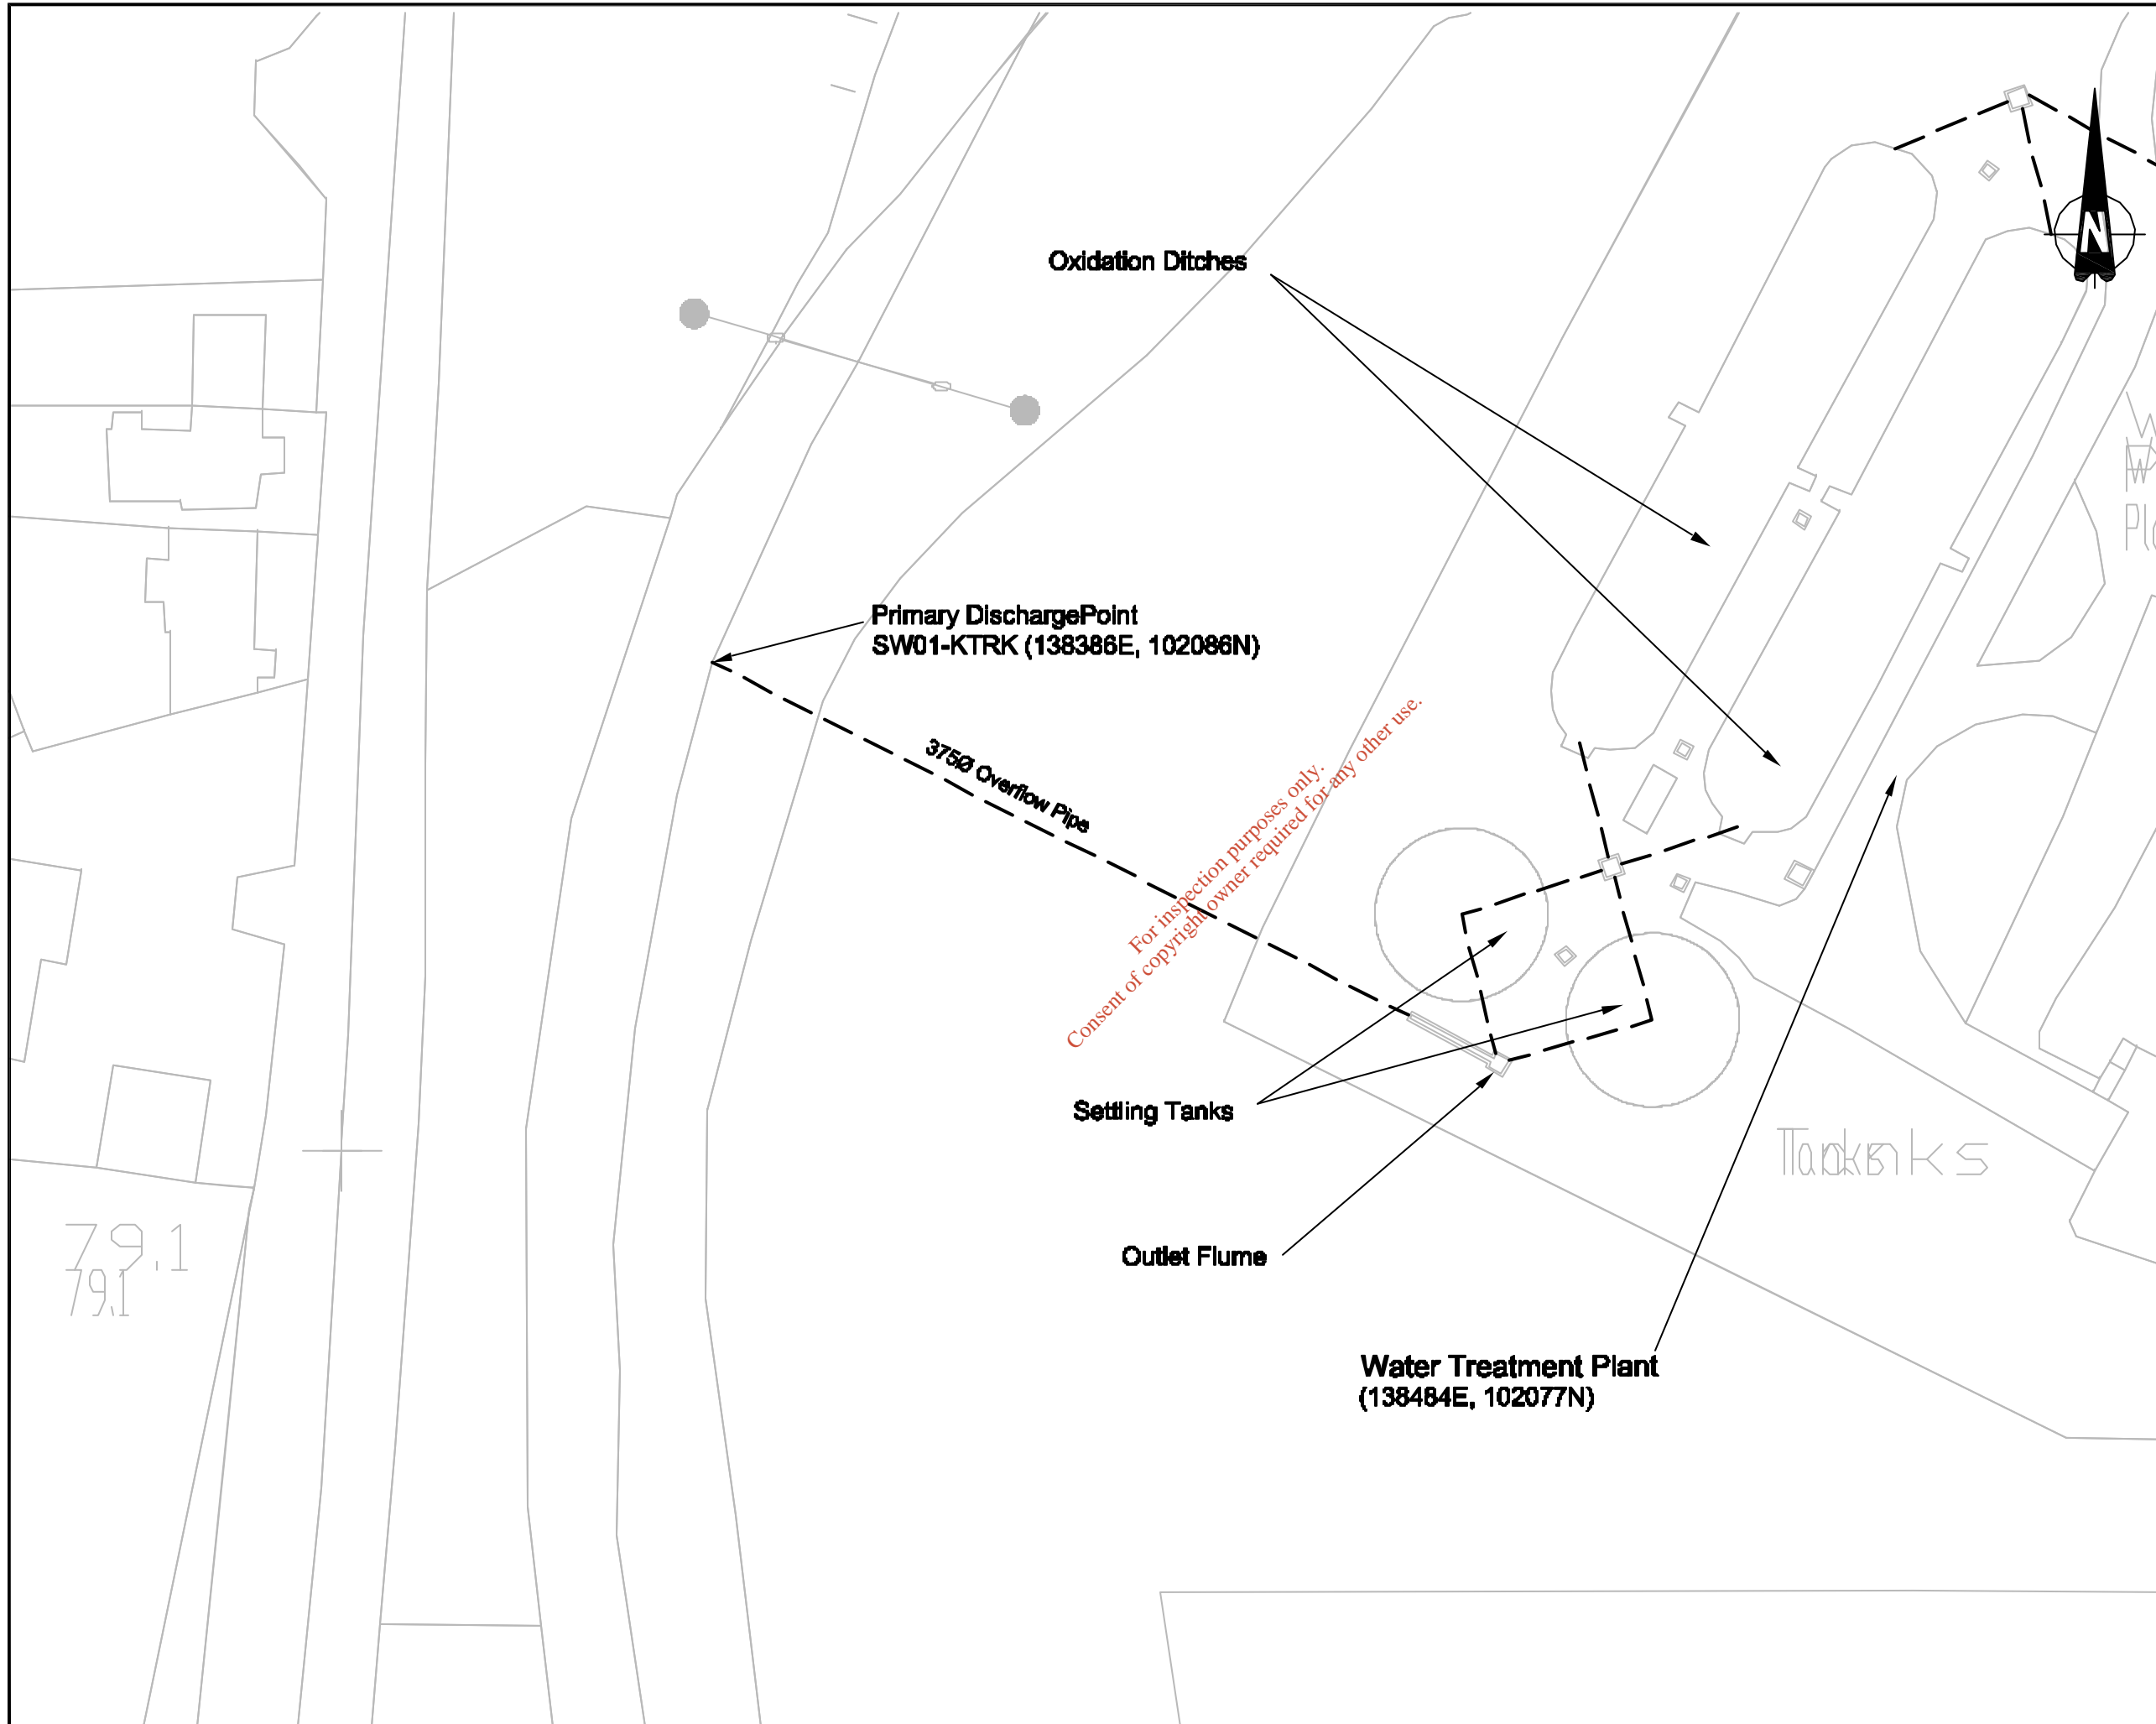 N
Oxidation Ditches
Primary DischargePoint
SW01-KTRK (138386E, 102086N)
375Ø Overflow Pipe
For inspection purposes only.
Consent of copyright owner required for any other use.
Settling Tanks
Tanks
Outlet Flume
79.1
79.1
Water Treatment Plant
(138484E, 102077N)